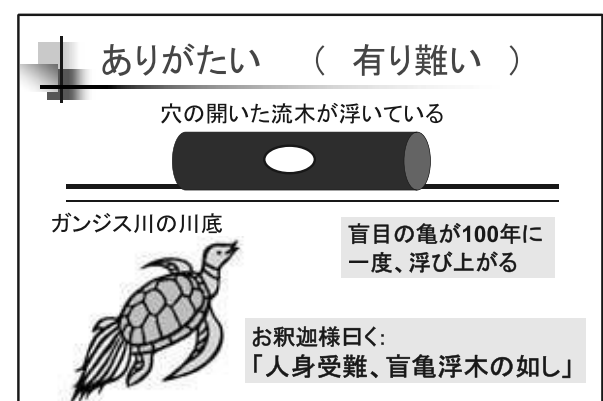 ありがたい （ 有り難い ）
穴の開いた流木が浮いている
ガンジス川の川底
盲目の亀が100年に
一度、浮び上がる
お釈迦様曰く:
「人身受難、盲亀浮木の如し」